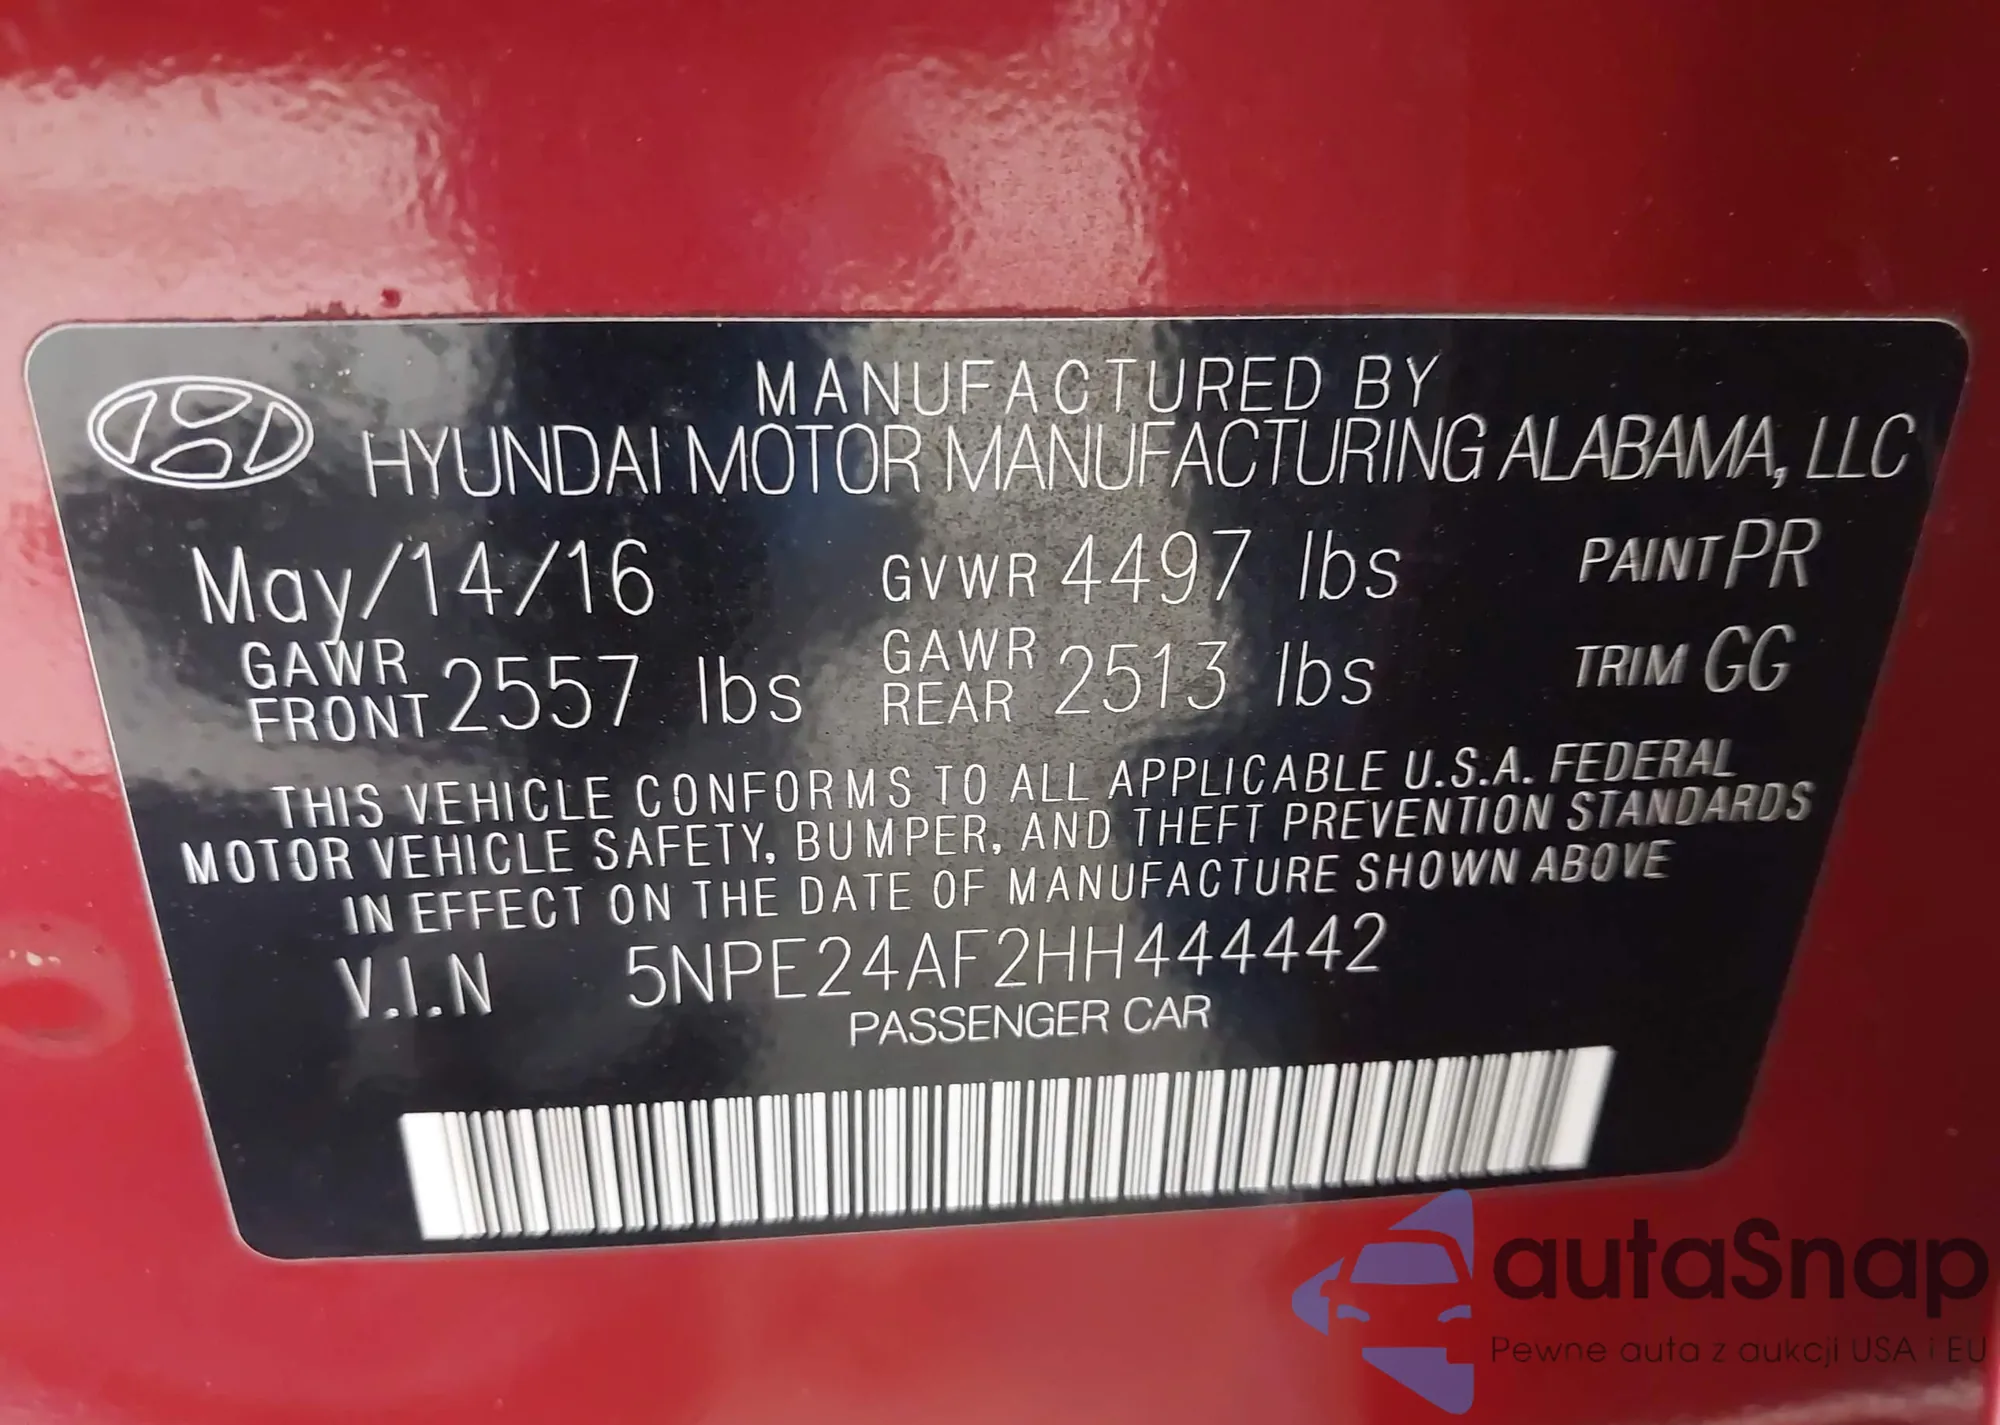 MANUFACTURED BY
HYUNDAI MOTOR MANUFACTURING ALABAMA, LLC
May/14/16 GVWR 4497 lbs PAINT PR
GAWR FRONT 2557 lbs GAWR REAR 2513 lbs TRIM GG
THIS VEHICLE CONFORMS TO ALL APPLICABLE U.S.A. FEDERAL
MOTOR VEHICLE SAFETY, BUMPER, AND THEFT PREVENTION STANDARDS
IN EFFECT ON THE DATE OF MANUFACTURE SHOWN ABOVE
V.I.N 5NPE24AF2HH444442
PASSENGER CAR
autaSnap
Pewne auta z aukcji USA i EU